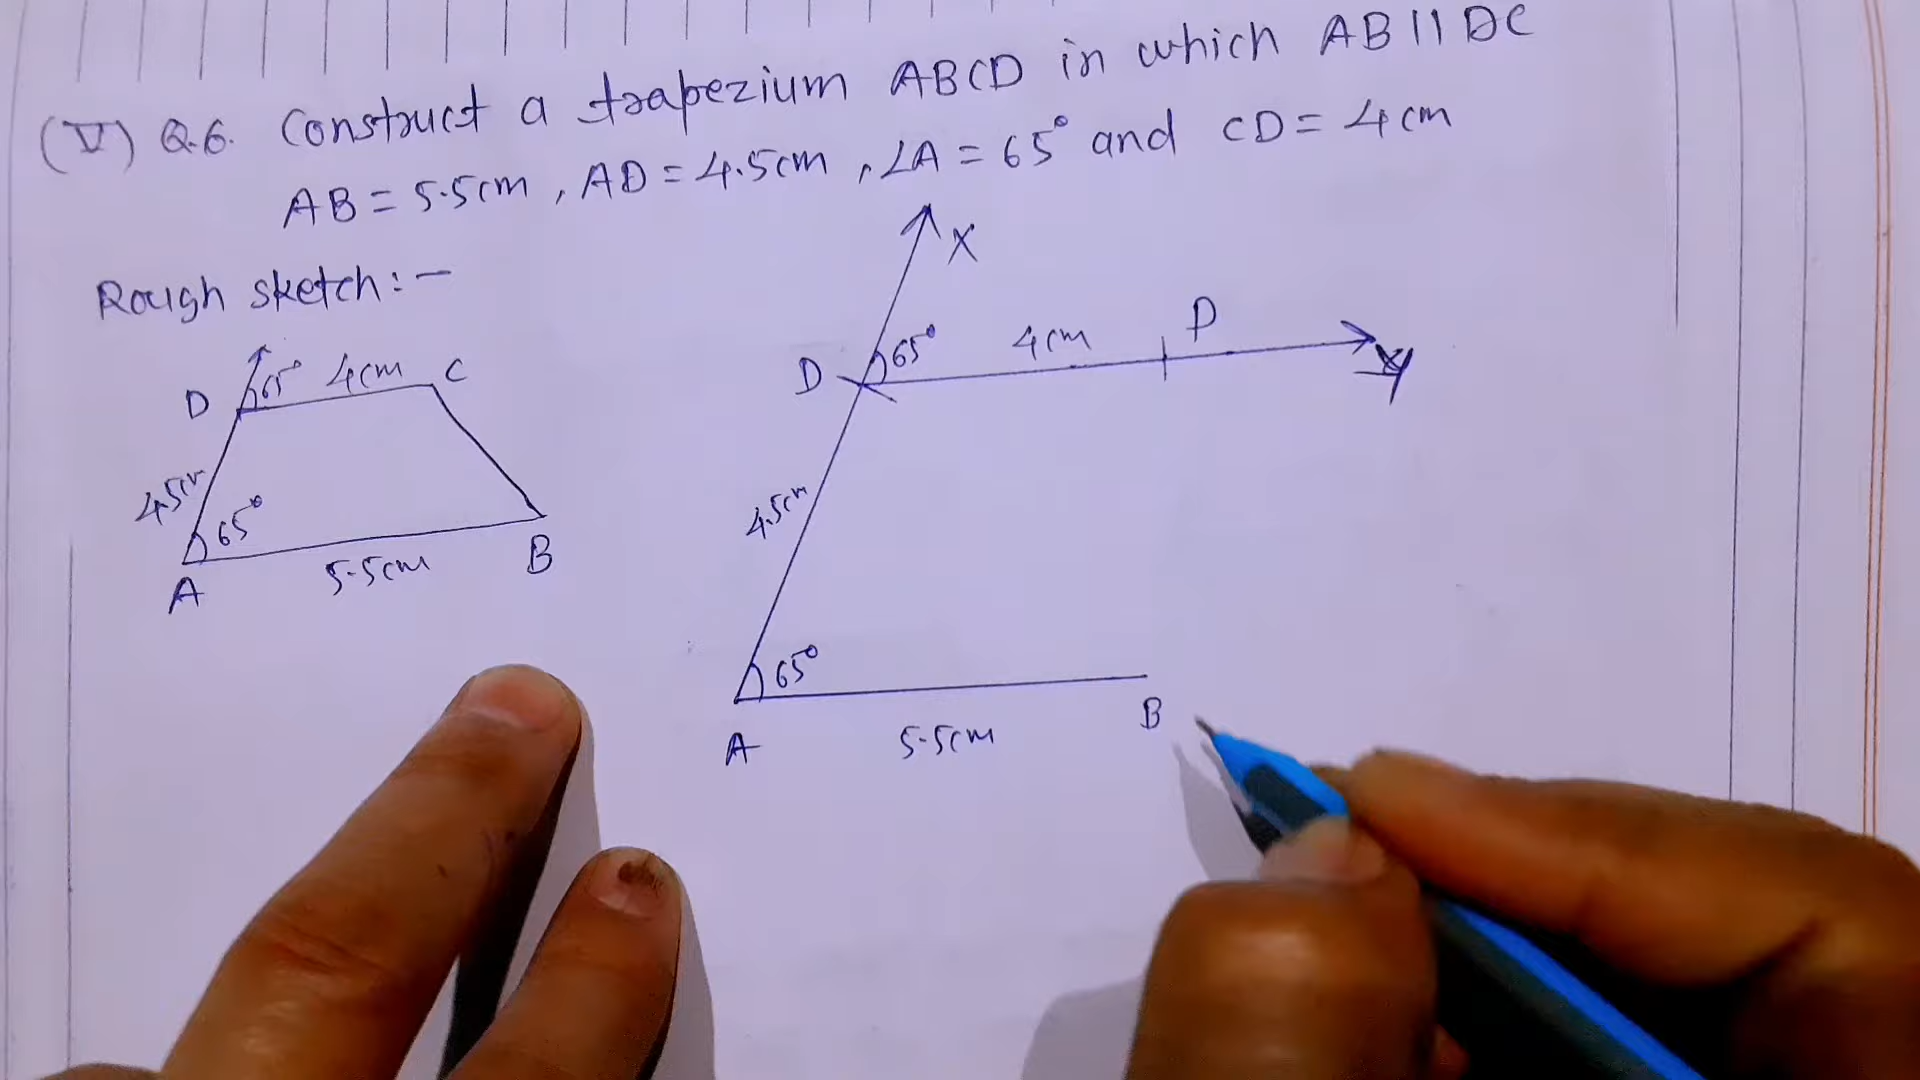 (V) Q.6. Construct a trapezium ABCD in which AB || DC
AB = 5.5cm, AD = 4.5cm, ∠A = 65° and CD = 4cm
Rough sketch:-
D 65° 4cm C
4.5cm
65°
A 5.5cm B
X
D 65° 4cm P
Y
4.5cm
65°
A 5.5cm B